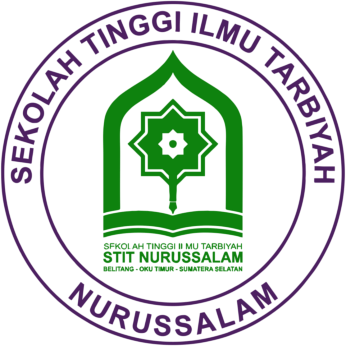 SEKOLAH TINGGI ILMU TARBIYAH
SEKOLAH TINGGI ILMU TARBIYAH
STIT NURUSSALAM
BELITANG - OKU TIMUR - SUMATERA SELATAN
NURUSSALAM